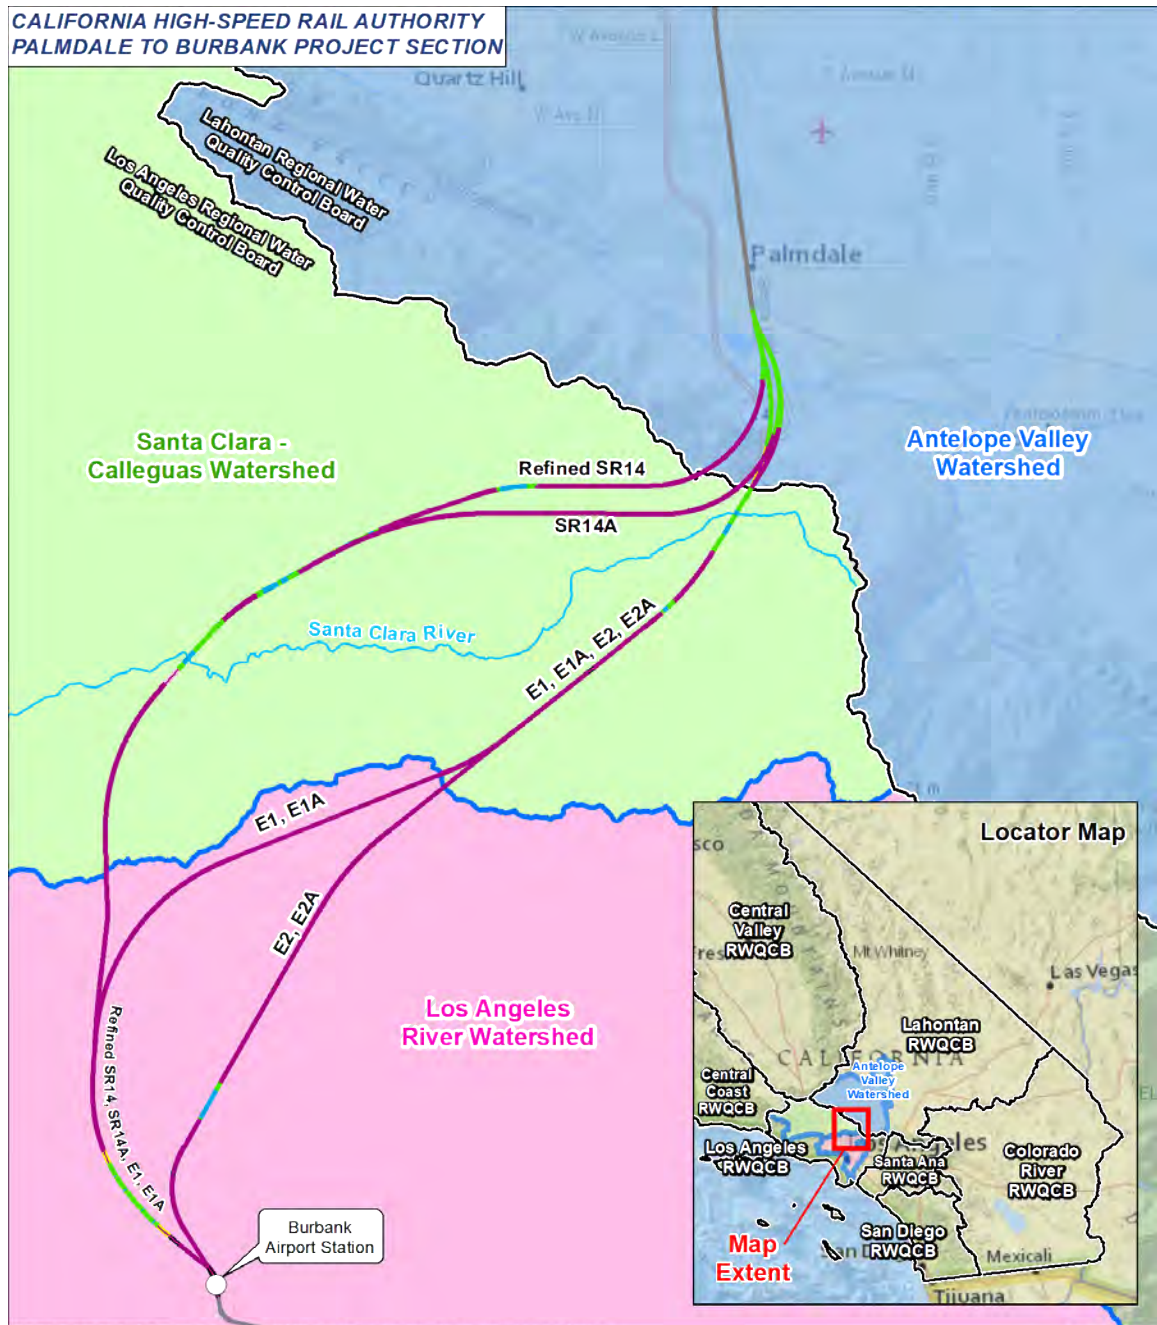 CALIFORNIA HIGH-SPEED RAIL AUTHORITY
PALMDALE TO BURBANK PROJECT SECTION
Quartz Hill
Lahontan Regional Water
Quality Control Board
Los Angeles Regional Water
Quality Control Board
Palmdale
Santa Clara -
Calleguas Watershed
Antelope Valley
Watershed
Refined SR14
SR14A
Santa Clara River
E1, E1A, E2, E2A
E1, E1A
E2, E2A
Los Angeles
River Watershed
Refined SR14, SR14A, E1, E1A
Burbank
Airport Station
Locator Map
Central
Valley
RWQCB
Mt Whitney
Las Vegas
Lahontan
RWQCB
CALIFORNIA
Antelope
Valley
Watershed
Central
Coast
RWQCB
Los Angeles
RWQCB
Los Angeles
Santa Ana
RWQCB
Colorado
River
RWQCB
San Diego
RWQCB
Map
Extent
Mexicali
Tijuana